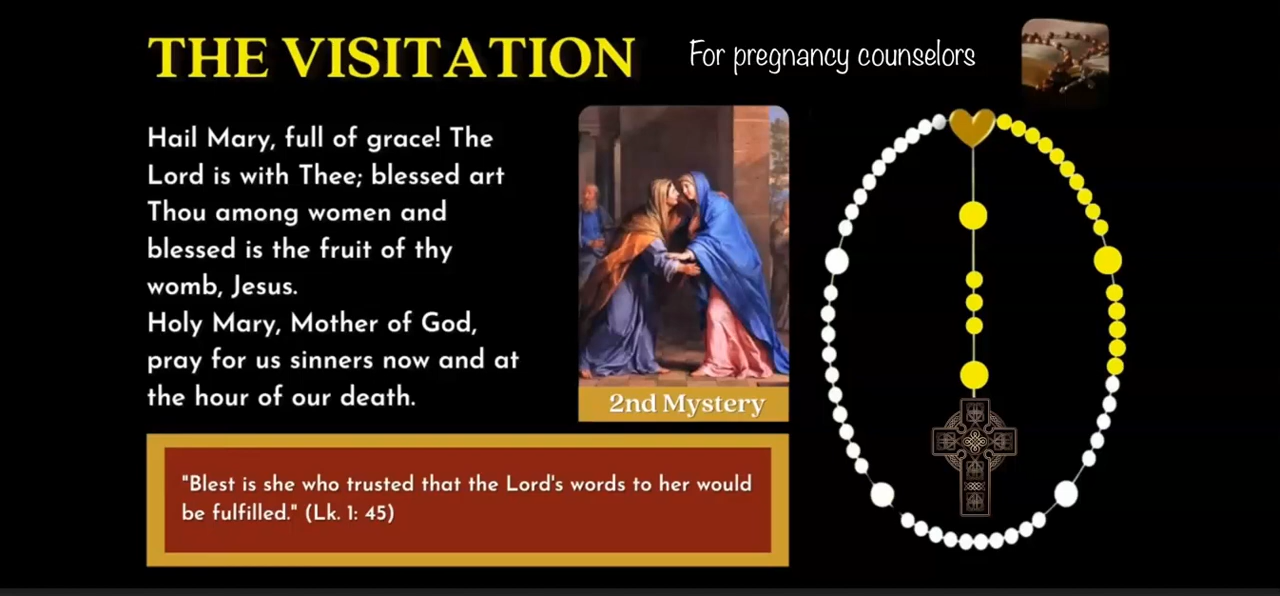 THE VISITATION
For pregnancy counselors
Hail Mary, full of grace! The
Lord is with Thee; blessed art
Thou among women and
blessed is the fruit of thy
womb, Jesus.
Holy Mary, Mother of God,
pray for us sinners now and at
the hour of our death.
2nd Mystery
"Blest is she who trusted that the Lord's words to her would
be fulfilled." (Lk. 1: 45)